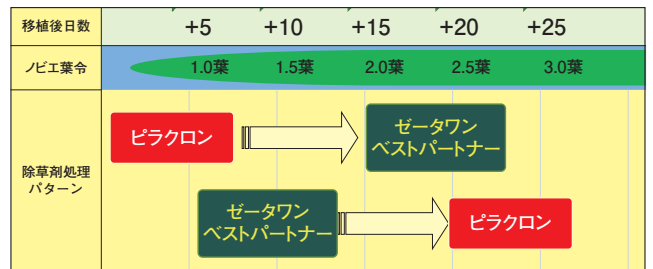 移植後日数 +5 +10 +15 +20 +25
ノビエ葉令 1.0葉 1.5葉 2.0葉 2.5葉 3.0葉
除草剤処理
パターン
ピラクロン
ゼータワン
ベストパートナー
ゼータワン
ベストパートナー
ピラクロン